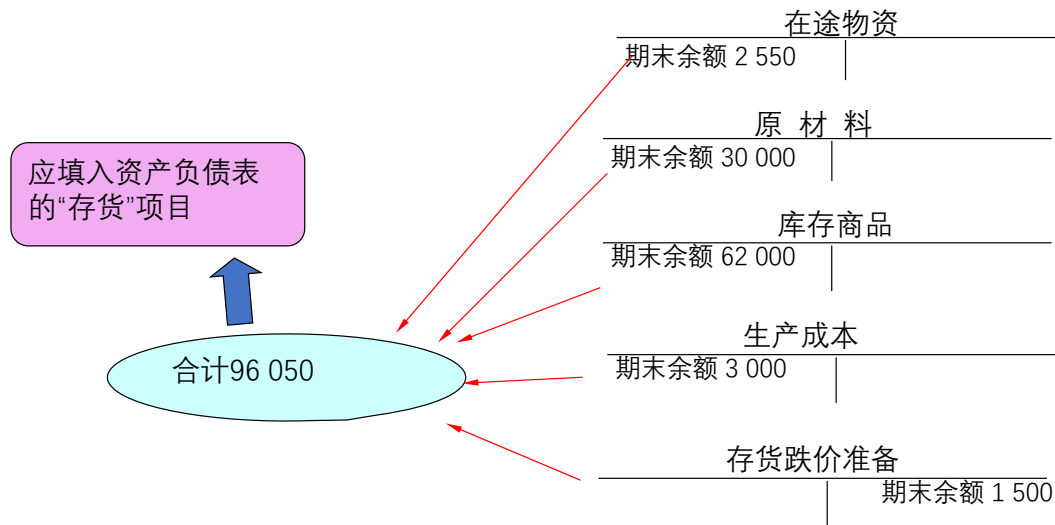 在途物资
期末余额 2 550
原 材 料
期末余额 30 000
应填入资产负债表
的“存货”项目
库存商品
期末余额 62 000
生产成本
期末余额 3 000
合计96 050
存货跌价准备
期末余额 1 500